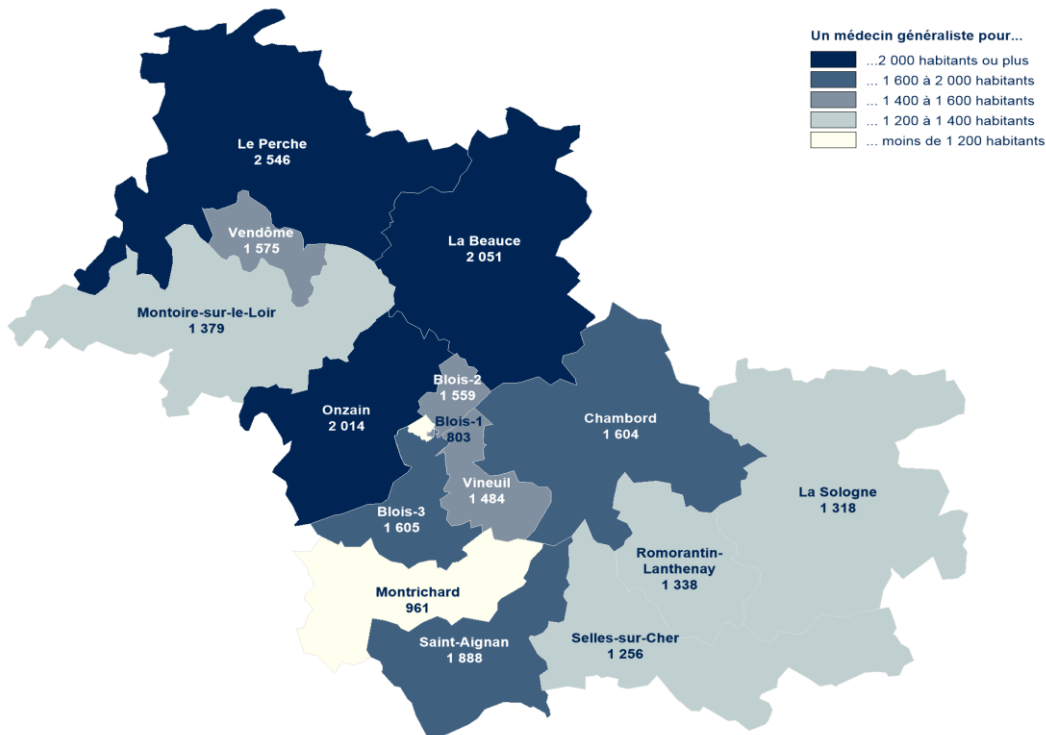 Un médecin généraliste pour...
...2 000 habitants ou plus
... 1 600 à 2 000 habitants
... 1 400 à 1 600 habitants
... 1 200 à 1 400 habitants
... moins de 1 200 habitants
Le Perche
2 546
Vendôme
1 575
La Beauce
2 051
Montoire-sur-le-Loir
1 379
Blois-2
1 559
Onzain
2 014
Blois-1
803
Chambord
1 604
Vineuil
1 484
La Sologne
1 318
Blois-3
1 605
Romorantin-
Lanthenay
1 338
Montrichard
961
Saint-Aignan
1 888
Selles-sur-Cher
1 256